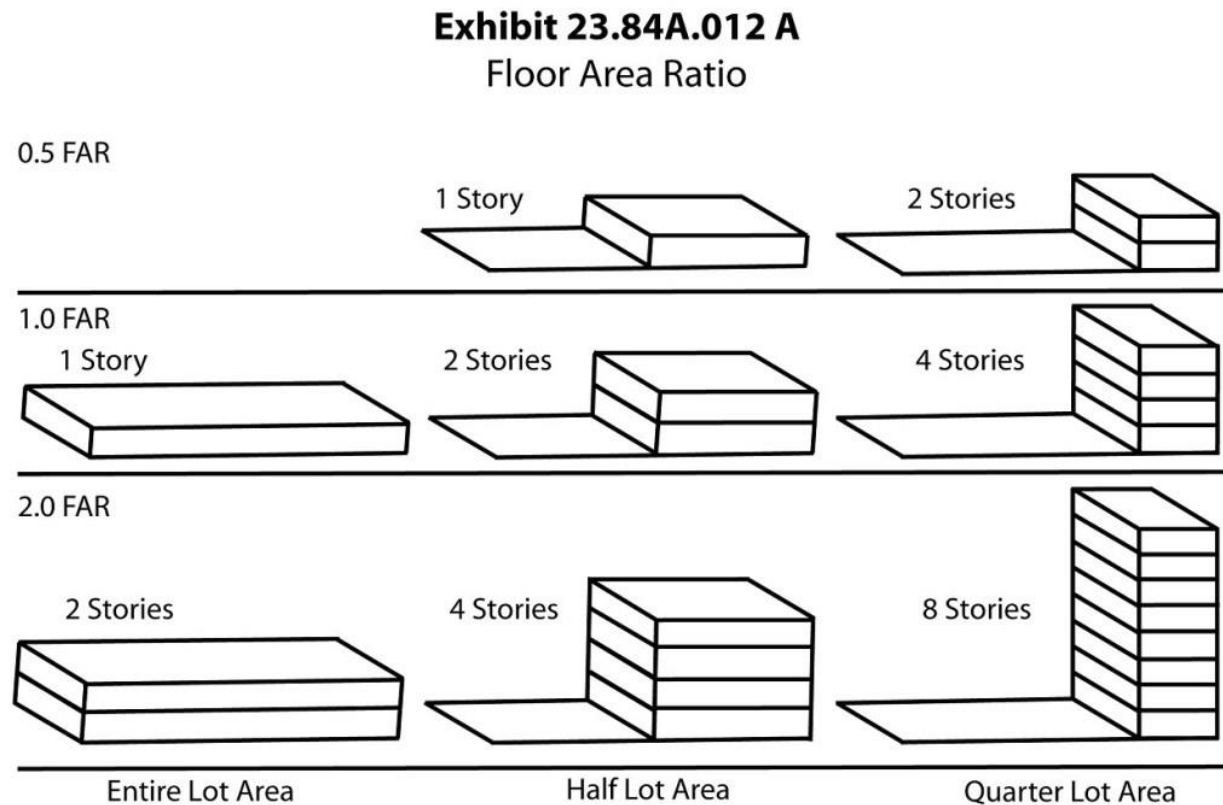 Exhibit 23.84A.012 A
Floor Area Ratio
0.5 FAR
1 Story
2 Stories
1.0 FAR
1 Story
2 Stories
4 Stories
2.0 FAR
2 Stories
4 Stories
8 Stories
Entire Lot Area
Half Lot Area
Quarter Lot Area